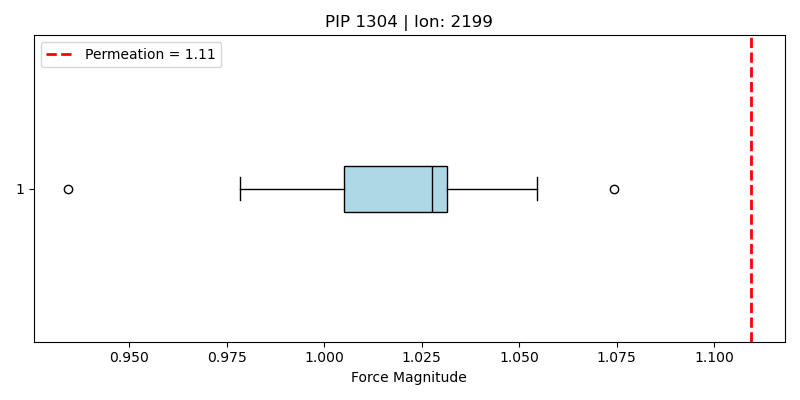 PIP 1304 | Ion: 2199
Permeation = 1.11
1
0.950 0.975 1.000 1.025 1.050 1.075 1.100
Force Magnitude